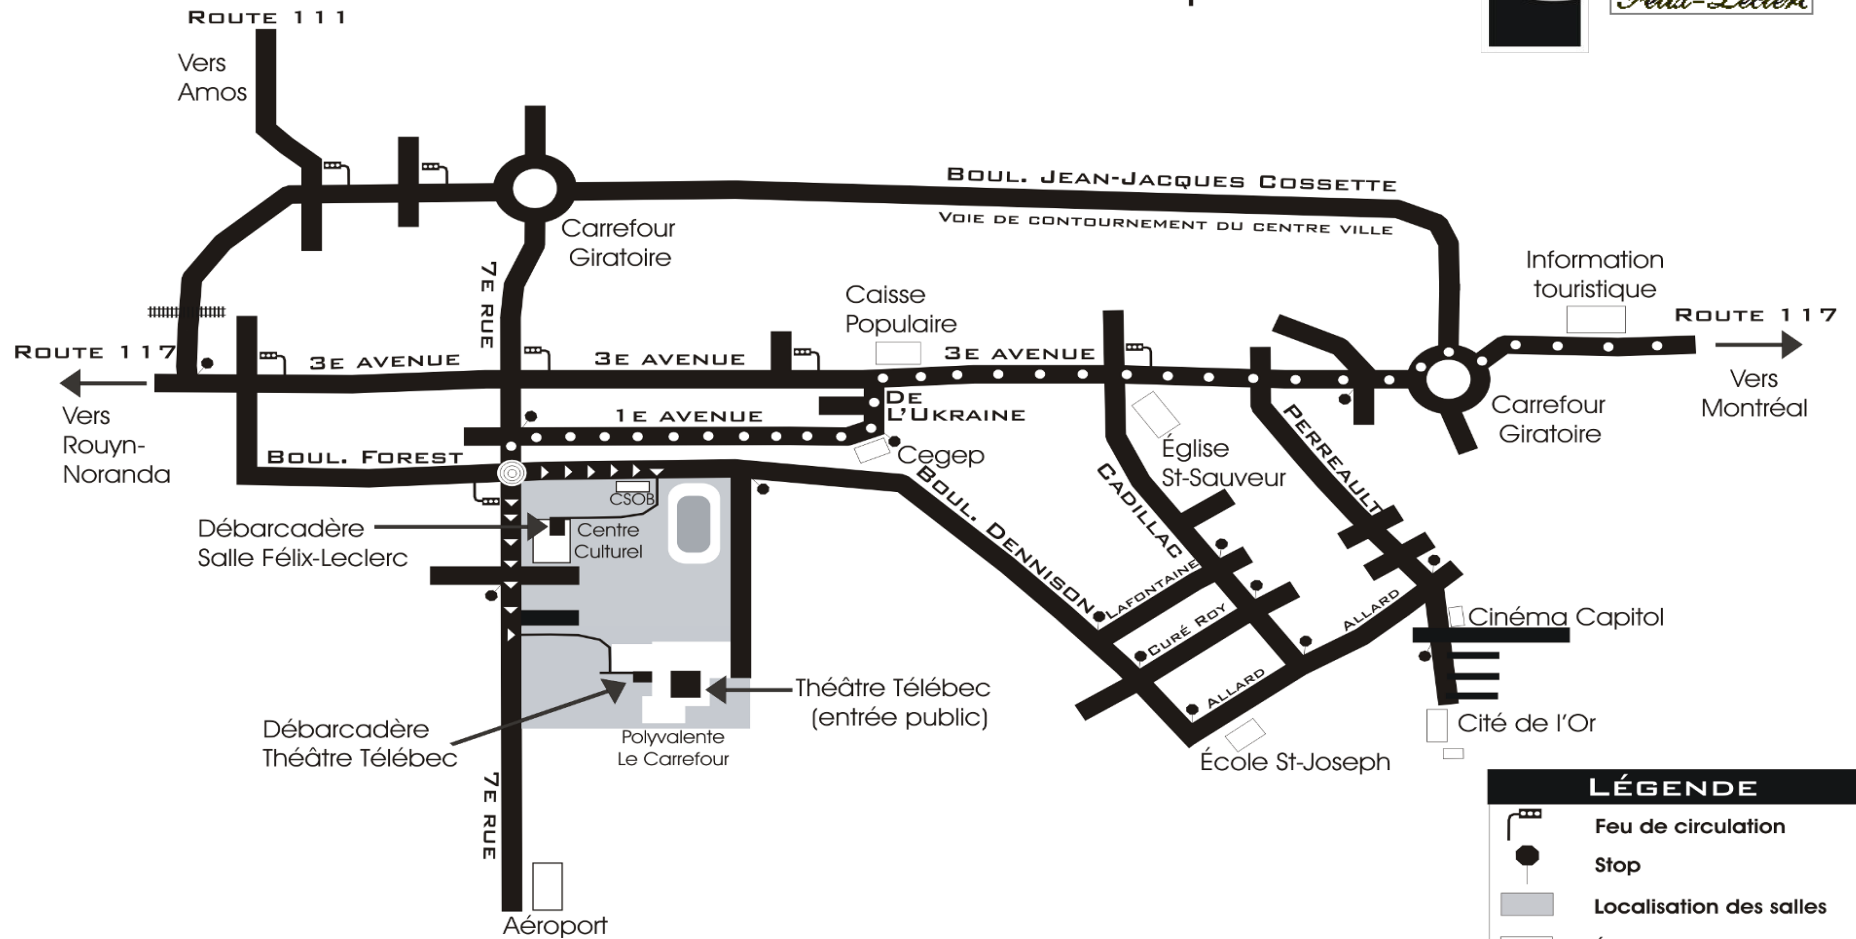 Félix-Leclerc
Route 111
Vers
Amos
Boul. Jean-Jacques Cossette
Voie de contournement du centre ville
Carrefour
Giratoire
7e rue
Information
touristique
Route 117
Caisse
Populaire
Route 117
3e avenue
3e avenue
3e avenue
Vers
Montréal
De
l'Ukraine
1e avenue
Carrefour
Giratoire
Vers
Rouyn-
Noranda
Boul. Forest
Cegep
Église
St-Sauveur
Perreault
Cadillac
Boul. Dennison
CSOB
Débarcadère
Salle Félix-Leclerc
Centre
Culturel
Lafontaine
Curé Roy
Allard
Cinéma Capitol
Allard
Théâtre Télébec
(entrée public)
Débarcadère
Théâtre Télébec
Polyvalente
Le Carrefour
Cité de l'Or
École St-Joseph
7e rue
Aéroport
Légende
Feu de circulation
Stop
Localisation des salles